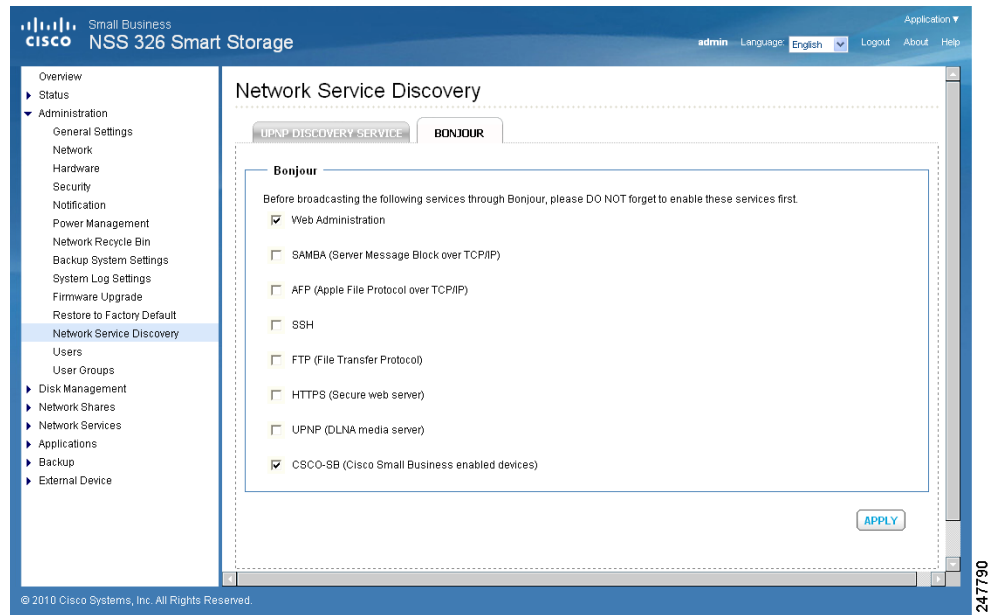 Small Business
CISCO NSS 326 Smart Storage
Application ▼
admin Language: English Logout About Help
Overview
Status
Administration
General Settings
Network
Hardware
Security
Notification
Power Management
Network Recycle Bin
Backup System Settings
System Log Settings
Firmware Upgrade
Restore to Factory Default
Network Service Discovery
Users
User Groups
Disk Management
Network Shares
Network Services
Applications
Backup
External Device
Network Service Discovery
UPNP DISCOVERY SERVICE
BONJOUR
Bonjour
Before broadcasting the following services through Bonjour, please DO NOT forget to enable these services first.
Web Administration
SAMBA (Server Message Block over TCP/IP)
AFP (Apple File Protocol over TCP/IP)
SSH
FTP (File Transfer Protocol)
HTTPS (Secure web server)
UPNP (DLNA media server)
CSCO-SB (Cisco Small Business enabled devices)
APPLY
© 2010 Cisco Systems, Inc. All Rights Reserved.
247790